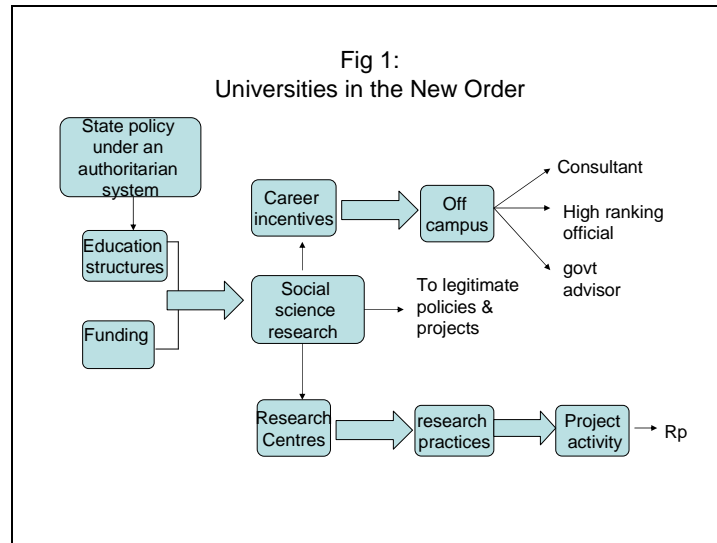 Fig 1:
Universities in the New Order
State policy
under an
authoritarian
system
Education
structures
Funding
Career
incentives
Off
campus
Consultant
High ranking
official
govt
advisor
Social
science
research
To legitimate
policies &
projects
Research
Centres
research
practices
Project
activity
Rp